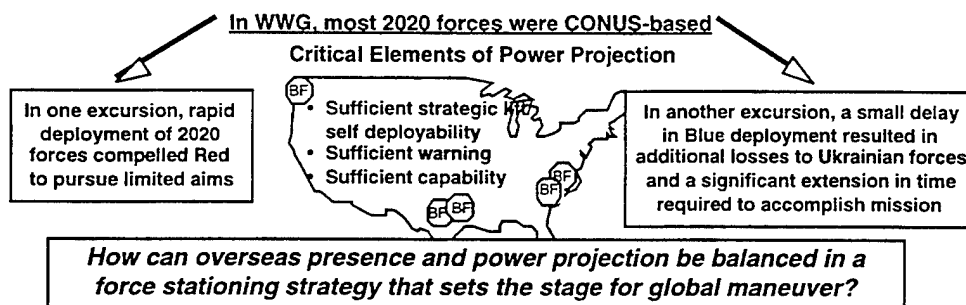 In WWG, most 2020 forces were CONUS-based
Critical Elements of Power Projection
In one excursion, rapid
deployment of 2020
forces compelled Red
to pursue limited aims
BF
• Sufficient strategic
self deployability
• Sufficient warning
• Sufficient capability
BF BF
BF
BF
In another excursion, a small delay
in Blue deployment resulted in
additional losses to Ukrainian forces
and a significant extension in time
required to accomplish mission
How can overseas presence and power projection be balanced in a
force stationing strategy that sets the stage for global maneuver?